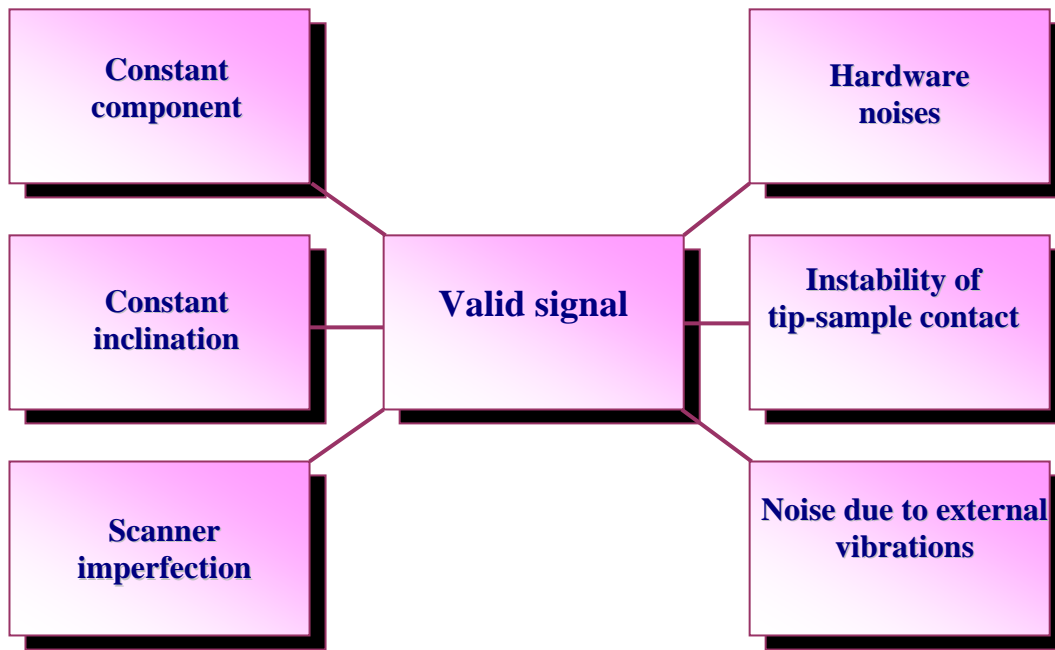 Constant
component
Hardware
noises
Constant
inclination
Valid signal
Instability of
tip-sample contact
Scanner
imperfection
Noise due to external
vibrations